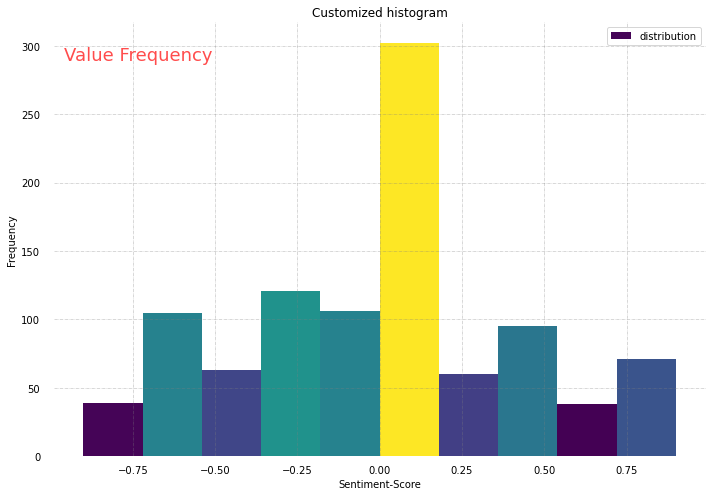 Customized histogram
Value Frequency
distribution
300
250
200
150
100
50
0
Frequency
−0.75
−0.50
−0.25
0.00
0.25
0.50
0.75
Sentiment-Score